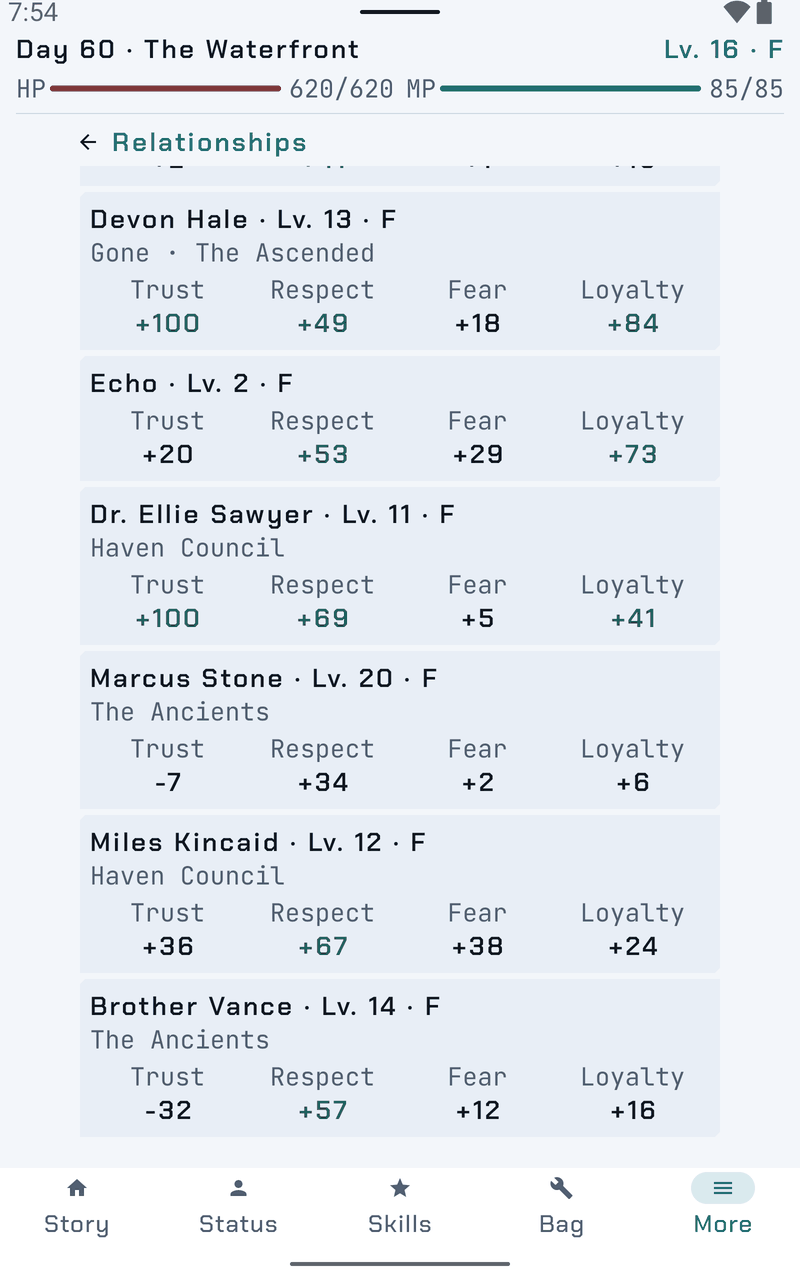 7:54
Day 60 · The Waterfront Lv. 16 · F
HP 620/620 MP 85/85
← Relationships
Devon Hale · Lv. 13 · F
Gone · The Ascended
Trust Respect Fear Loyalty
+100 +49 +18 +84
Echo · Lv. 2 · F
Trust Respect Fear Loyalty
+20 +53 +29 +73
Dr. Ellie Sawyer · Lv. 11 · F
Haven Council
Trust Respect Fear Loyalty
+100 +69 +5 +41
Marcus Stone · Lv. 20 · F
The Ancients
Trust Respect Fear Loyalty
-7 +34 +2 +6
Miles Kincaid · Lv. 12 · F
Haven Council
Trust Respect Fear Loyalty
+36 +67 +38 +24
Brother Vance · Lv. 14 · F
The Ancients
Trust Respect Fear Loyalty
-32 +57 +12 +16
Story Status Skills Bag More